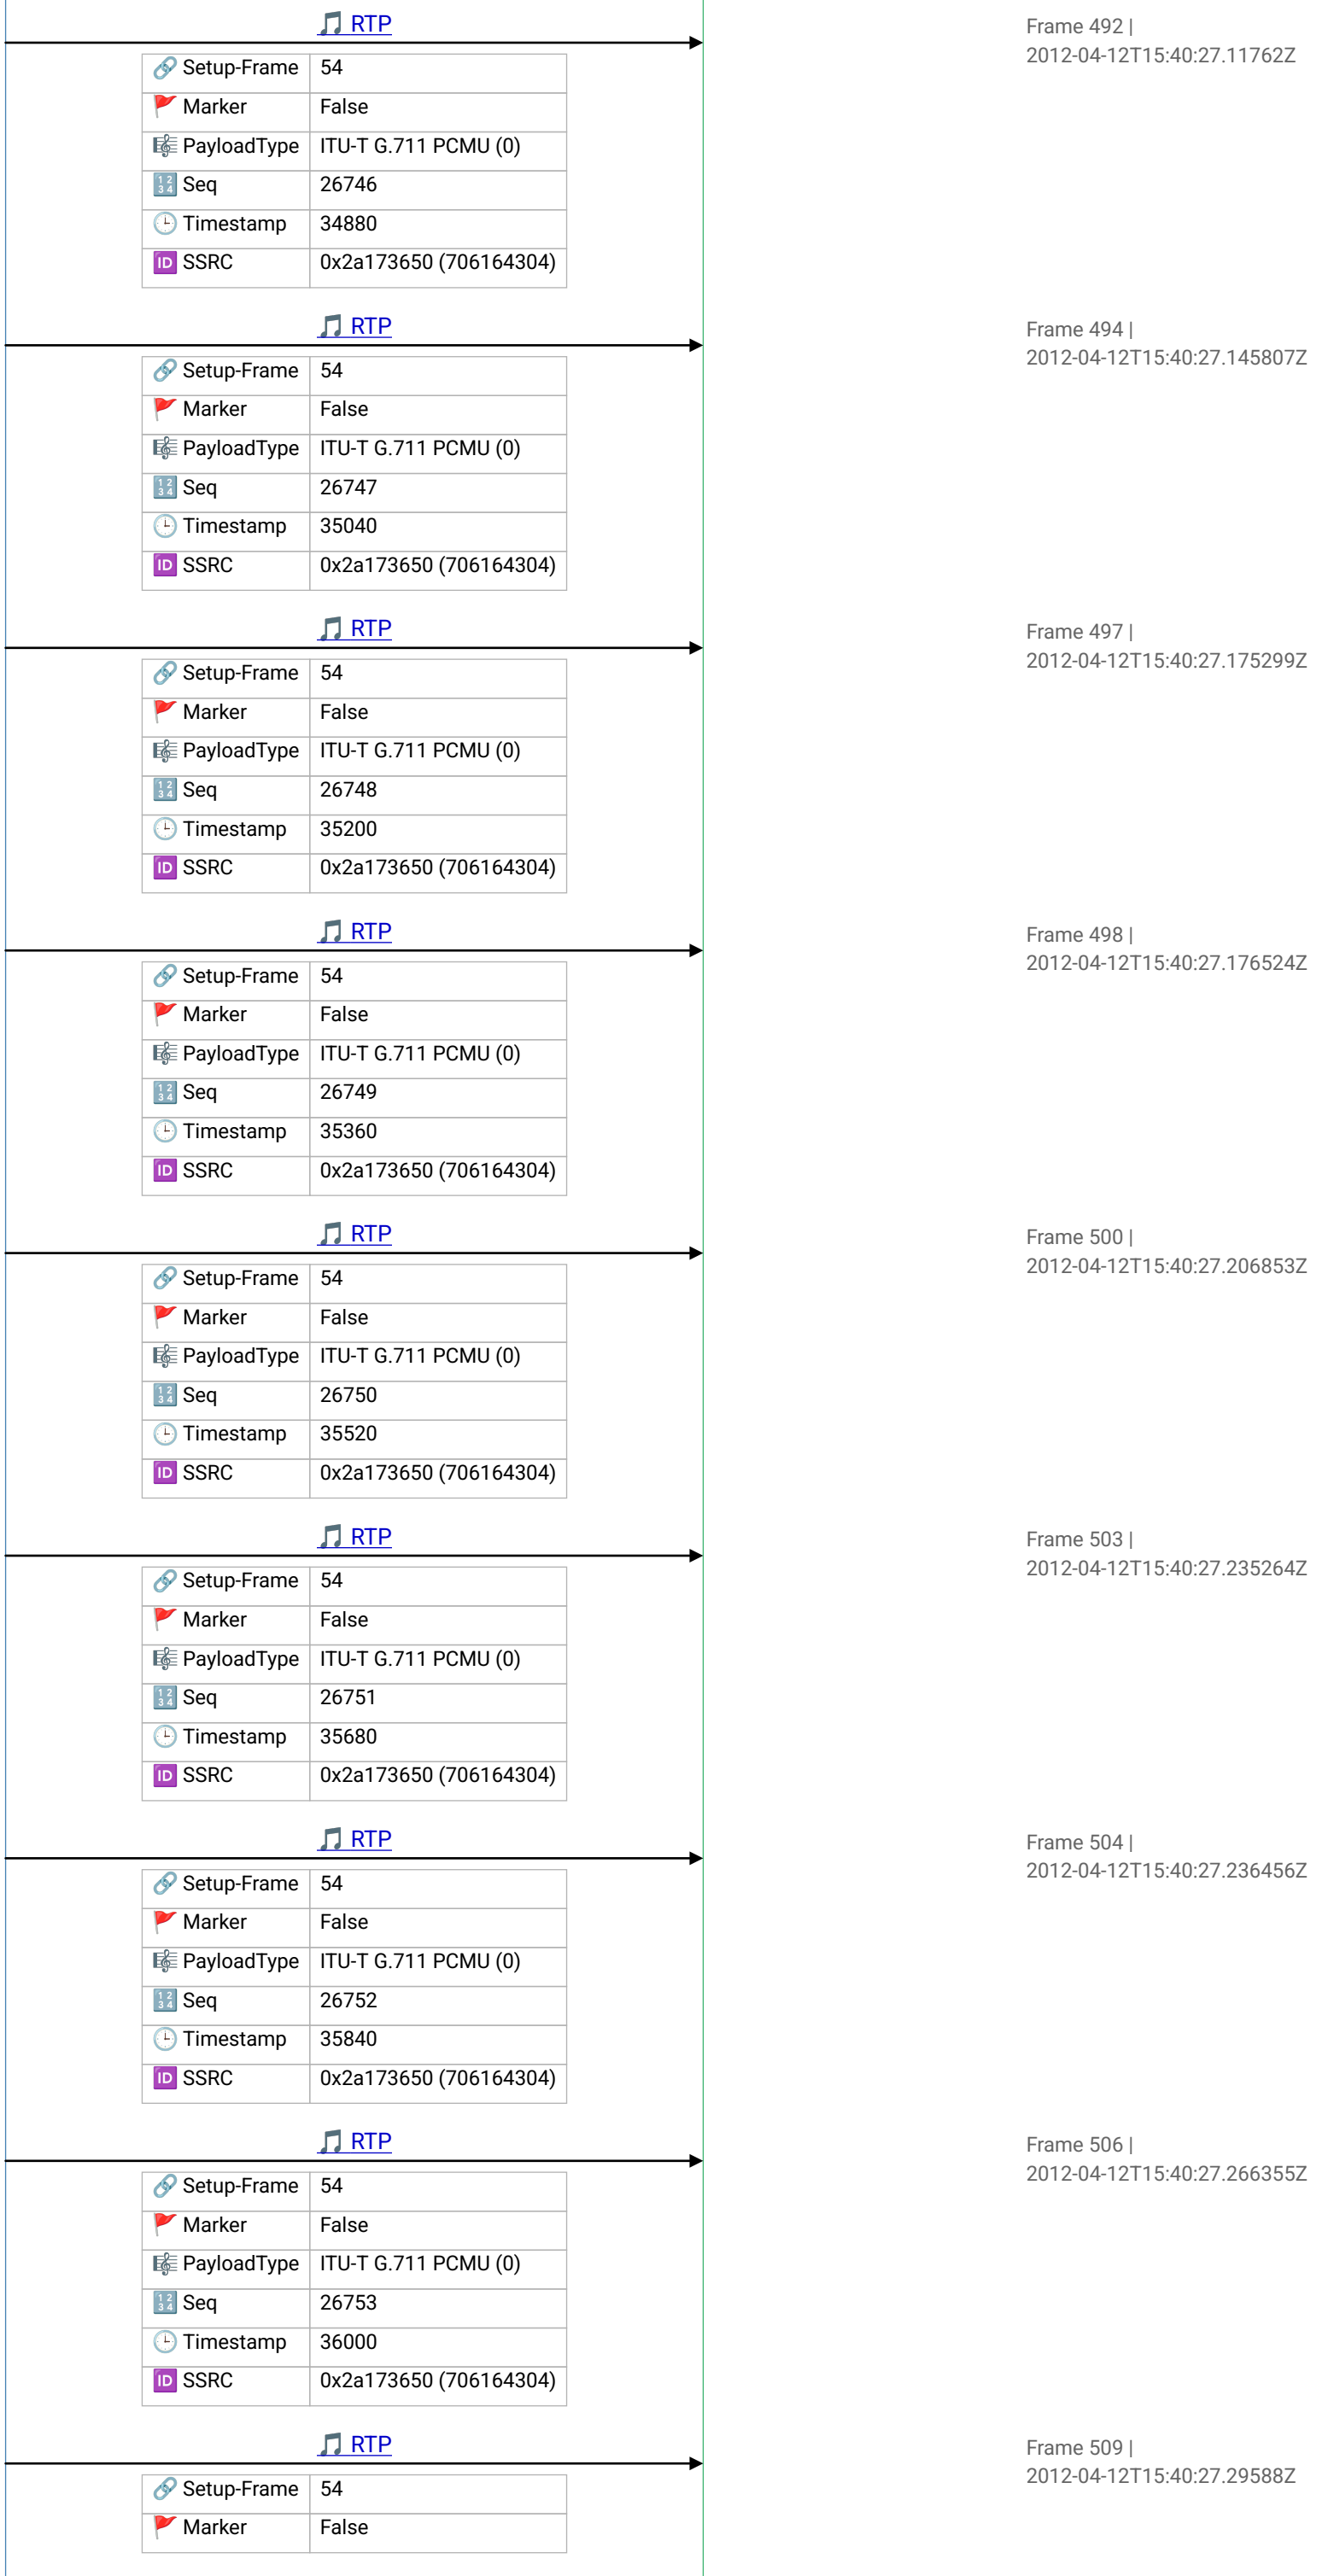 🎵 RTP
Frame 492 |
2012-04-12T15:40:27.11762Z
🔗 Setup-Frame 54
🚩 Marker False
🎼 PayloadType ITU-T G.711 PCMU (0)
🔢 Seq 26746
🕒 Timestamp 34880
🆔 SSRC 0x2a173650 (706164304)
🎵 RTP
Frame 494 |
2012-04-12T15:40:27.145807Z
🔗 Setup-Frame 54
🚩 Marker False
🎼 PayloadType ITU-T G.711 PCMU (0)
🔢 Seq 26747
🕒 Timestamp 35040
🆔 SSRC 0x2a173650 (706164304)
🎵 RTP
Frame 497 |
2012-04-12T15:40:27.175299Z
🔗 Setup-Frame 54
🚩 Marker False
🎼 PayloadType ITU-T G.711 PCMU (0)
🔢 Seq 26748
🕒 Timestamp 35200
🆔 SSRC 0x2a173650 (706164304)
🎵 RTP
Frame 498 |
2012-04-12T15:40:27.176524Z
🔗 Setup-Frame 54
🚩 Marker False
🎼 PayloadType ITU-T G.711 PCMU (0)
🔢 Seq 26749
🕒 Timestamp 35360
🆔 SSRC 0x2a173650 (706164304)
🎵 RTP
Frame 500 |
2012-04-12T15:40:27.206853Z
🔗 Setup-Frame 54
🚩 Marker False
🎼 PayloadType ITU-T G.711 PCMU (0)
🔢 Seq 26750
🕒 Timestamp 35520
🆔 SSRC 0x2a173650 (706164304)
🎵 RTP
Frame 503 |
2012-04-12T15:40:27.235264Z
🔗 Setup-Frame 54
🚩 Marker False
🎼 PayloadType ITU-T G.711 PCMU (0)
🔢 Seq 26751
🕒 Timestamp 35680
🆔 SSRC 0x2a173650 (706164304)
🎵 RTP
Frame 504 |
2012-04-12T15:40:27.236456Z
🔗 Setup-Frame 54
🚩 Marker False
🎼 PayloadType ITU-T G.711 PCMU (0)
🔢 Seq 26752
🕒 Timestamp 35840
🆔 SSRC 0x2a173650 (706164304)
🎵 RTP
Frame 506 |
2012-04-12T15:40:27.266355Z
🔗 Setup-Frame 54
🚩 Marker False
🎼 PayloadType ITU-T G.711 PCMU (0)
🔢 Seq 26753
🕒 Timestamp 36000
🆔 SSRC 0x2a173650 (706164304)
🎵 RTP
Frame 509 |
2012-04-12T15:40:27.29588Z
🔗 Setup-Frame 54
🚩 Marker False